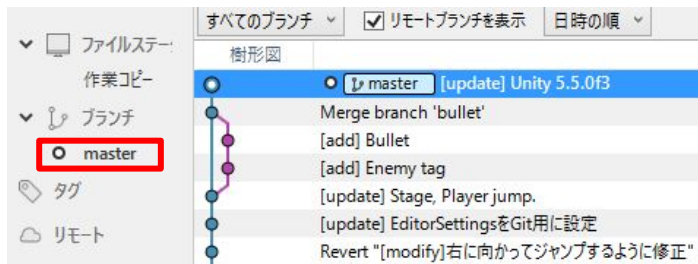 すべてのブランチ リモートブランチを表示 日時の順
樹形図
ファイルステー
作業コピー
ブランチ
master
タグ
リモート
master [update] Unity 5.5.0f3
Merge branch 'bullet'
[add] Bullet
[add] Enemy tag
[update] Stage, Player jump.
[update] EditorSettingsをGit用に設定
Revert "[modify]右に向かってジャンプするように修正"